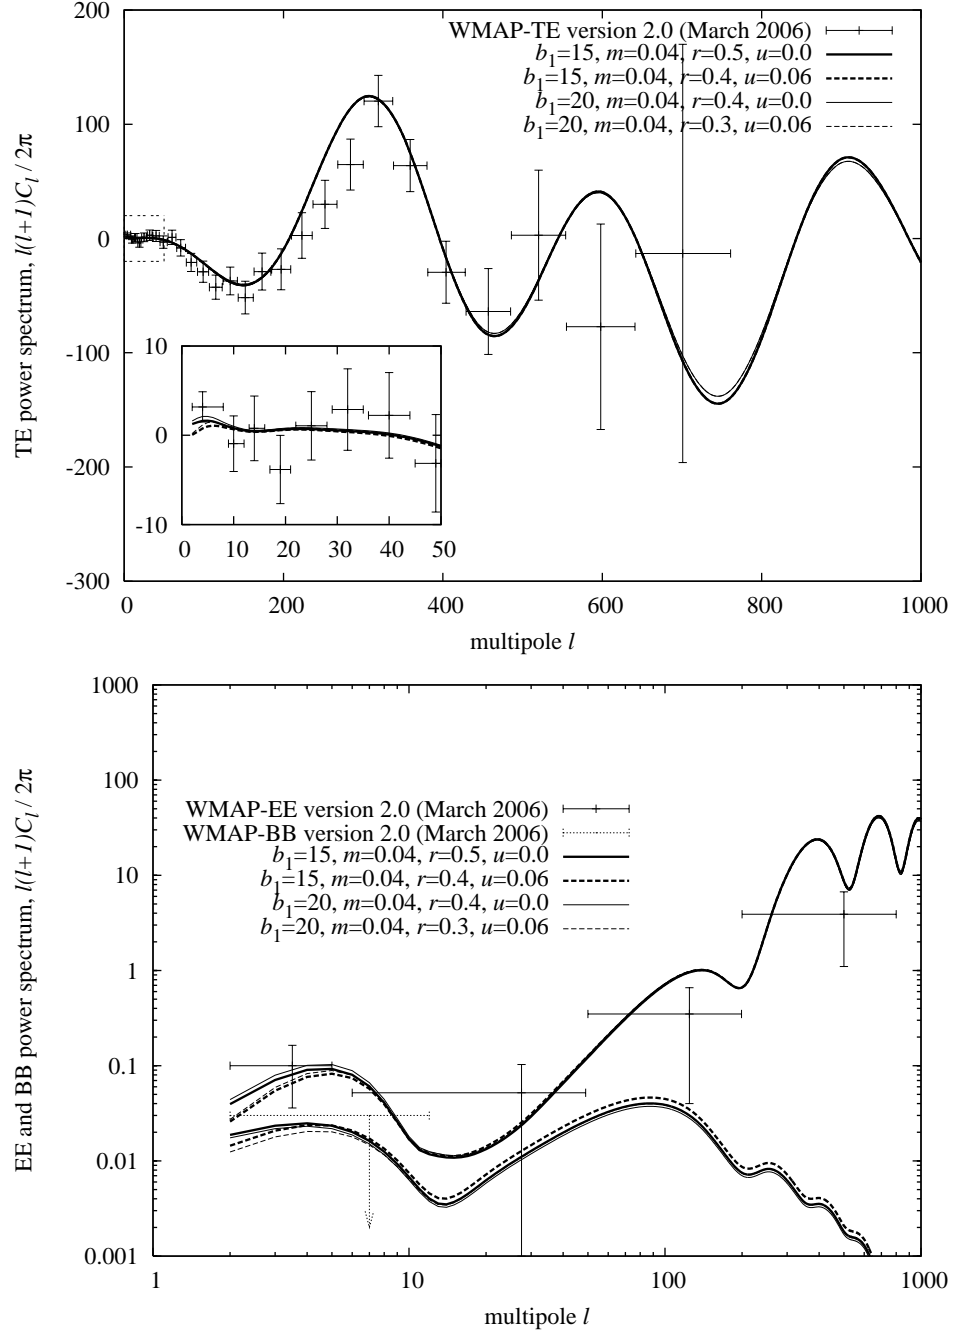 WMAP-TE version 2.0 (March 2006)
b1=15, m=0.04, r=0.5, u=0.0
b1=15, m=0.04, r=0.4, u=0.06
b1=20, m=0.04, r=0.4, u=0.0
b1=20, m=0.04, r=0.3, u=0.06
TE power spectrum, l(l+1)Cl / 2π
200
100
0
-100
-200
-300
10
0
-10
0 10 20 30 40 50
0 200 400 600 800 1000
multipole l
EE and BB power spectrum, l(l+1)Cl / 2π
1000
100
10
1
0.1
0.01
0.001
WMAP-EE version 2.0 (March 2006)
WMAP-BB version 2.0 (March 2006)
b1=15, m=0.04, r=0.5, u=0.0
b1=15, m=0.04, r=0.4, u=0.06
b1=20, m=0.04, r=0.4, u=0.0
b1=20, m=0.04, r=0.3, u=0.06
1 10 100 1000
multipole l